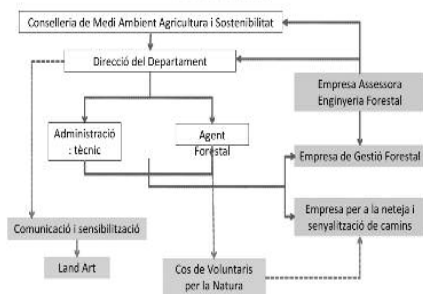 Conselleria de Medi Ambient Agricultura i Sostenibilitat
Direcció del Departament
Empresa Assessora
Enginyeria Forestal
Administració
: tècnic
Agent
Forestal
Empresa de Gestió Forestal
Comunicació i sensibilització
Empresa per a la neteja i
senyalització de camins
Land Art
Cos de Voluntaris
per la Natura